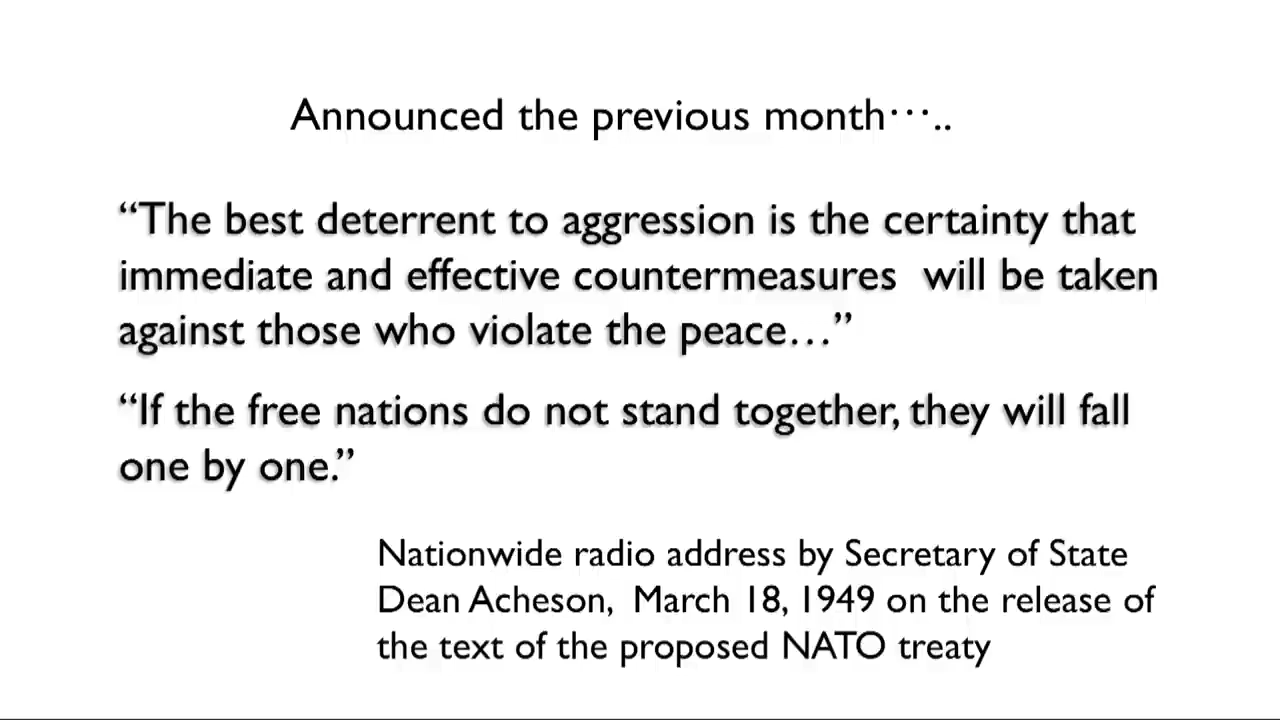 Announced the previous month…..
“The best deterrent to aggression is the certainty that
immediate and effective countermeasures will be taken
against those who violate the peace…”
“If the free nations do not stand together, they will fall
one by one.”
Nationwide radio address by Secretary of State
Dean Acheson, March 18, 1949 on the release of
the text of the proposed NATO treaty